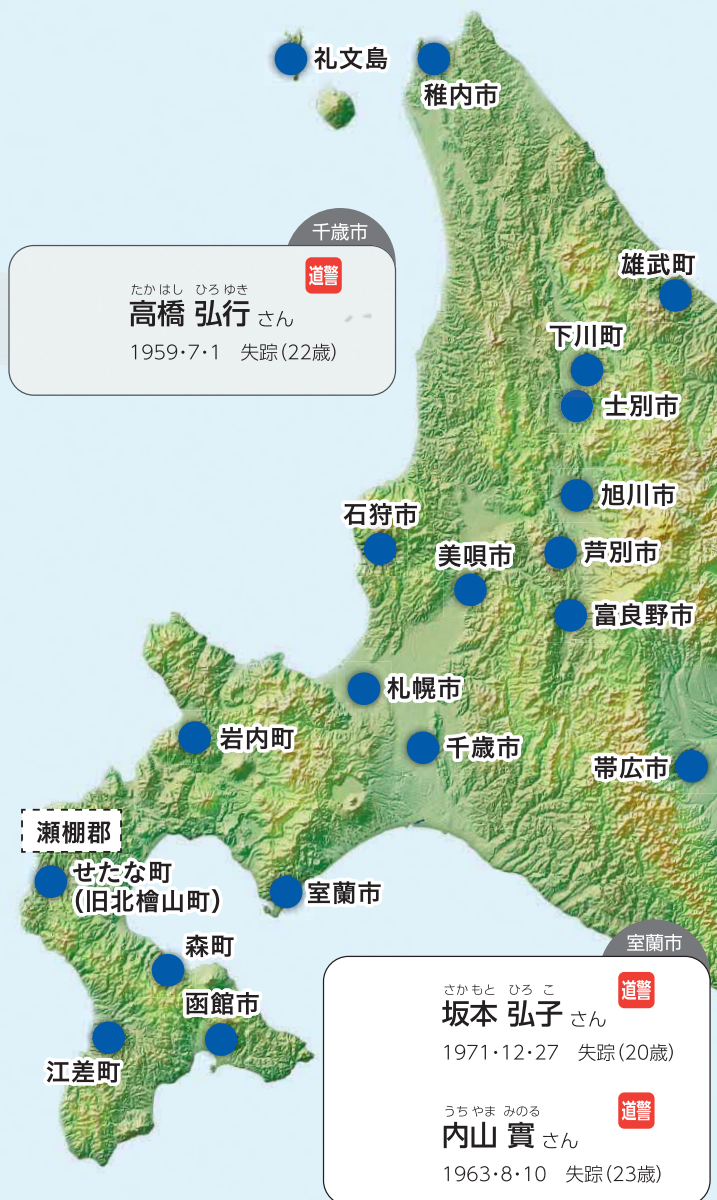 礼文島
稚内市
千歳市
道警
たかはし ひろゆき
高橋 弘行 さん
1959・7・1 失踪(22歳)
雄武町
下川町
士別市
旭川市
石狩市
美唄市
芦別市
富良野市
札幌市
岩内町
千歳市
帯広市
瀬棚郡
せたな町
(旧北檜山町)
室蘭市
森町
函館市
江差町
室蘭市
さかもと ひろこ
道警
坂本 弘子 さん
1971・12・27 失踪(20歳)
うちやま みのる
道警
内山 實 さん
1963・8・10 失踪(23歳)